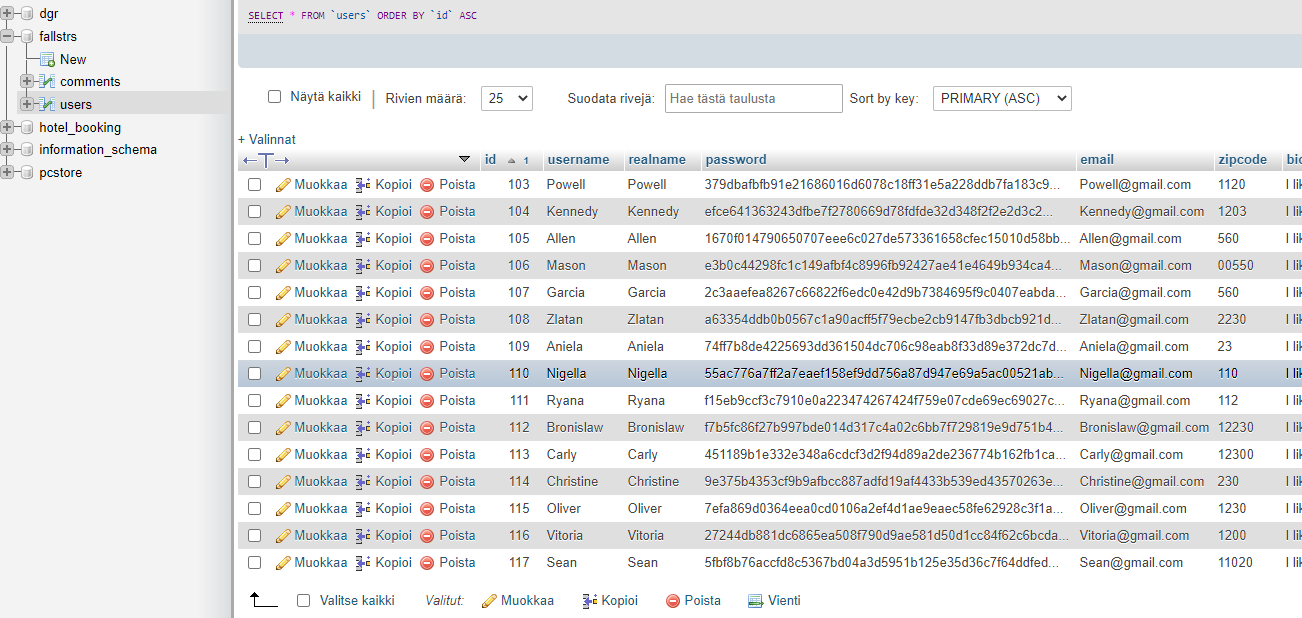 dgr
fallstrs
New
comments
users
hotel_booking
information_schema
pcstore
SELECT * FROM `users` ORDER BY `id` ASC
Näytä kaikki | Rivien määrä: 25 Suodata rivejä: Hae tästä taulusta Sort by key: PRIMARY (ASC)
+ Valinnat
←T→ id 1 username realname password email zipcode
Muokkaa Kopioi Poista 103 Powell Powell 379dbafbfb91e21686016d6078c18ff31e5a228ddb7fa183c9... Powell@gmail.com 1120 I lik
Muokkaa Kopioi Poista 104 Kennedy Kennedy efce641363243dfbe7f2780669d78fdfde32d348f2f2e2d3c2... Kennedy@gmail.com 1203 I lik
Muokkaa Kopioi Poista 105 Allen Allen 1670f014790650707eee6c027de573361658cfec15010d58bb... Allen@gmail.com 560 I lik
Muokkaa Kopioi Poista 106 Mason Mason e3b0c44298fc1c149afbf4c8996fb92427ae41e4649b934ca4... Mason@gmail.com 00550 I lik
Muokkaa Kopioi Poista 107 Garcia Garcia 2c3aaefea8267c66822f6edc0e42d9b7384695f9c0407eabda... Garcia@gmail.com 560 I lik
Muokkaa Kopioi Poista 108 Zlatan Zlatan a63354ddb0b0567c1a90acff5f79ecbe2cb9147fb3dbcb921d... Zlatan@gmail.com 2230 I lik
Muokkaa Kopioi Poista 109 Aniela Aniela 74ff7b8de4225693dd361504dc706c98eab8f33d89e372dc7d... Aniela@gmail.com 23 I lik
Muokkaa Kopioi Poista 110 Nigella Nigella 55ac776a7ff2a7eaef158ef9dd756a87d947e69a5ac00521ab... Nigella@gmail.com 110 I lik
Muokkaa Kopioi Poista 111 Ryana Ryana f15eb9ccf3c7910e0a223474267424f759e07cde69ec69027c... Ryana@gmail.com 112 I lik
Muokkaa Kopioi Poista 112 Bronislaw Bronislaw f7b5fc86f27b997bde014d317c4a02c6bb7f729819e9d751b4... Bronislaw@gmail.com 12230 I lik
Muokkaa Kopioi Poista 113 Carly Carly 451189b1e332e348a6cdcf3d2f94d89a2de236774b162fb1ca... Carly@gmail.com 12300 I lik
Muokkaa Kopioi Poista 114 Christine Christine 9e375b4353cf9b9afbcc887adfd19af4433b539ed43570263e... Christine@gmail.com 230 I lik
Muokkaa Kopioi Poista 115 Oliver Oliver 7efa869d0364eea0cd0106a2ef4d1ae9eaec58fe62928c3f1a... Oliver@gmail.com 1230 I lik
Muokkaa Kopioi Poista 116 Vitoria Vitoria 27244db881dc6865ea508f790d9ae581d50d1cc84f62c6bcda... Vitoria@gmail.com 1200 I lik
Muokkaa Kopioi Poista 117 Sean Sean 5fbf8b76accfd8c5367bd04a3d5951b125e35d36c7f64ddfed... Sean@gmail.com 11020 I lik
Valitse kaikki Valitut: Muokkaa Kopioi Poista Vienti